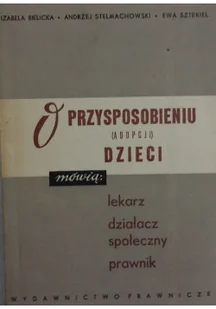 IZABELA BIELICKA • ANDRZEJ STELMACHOWSKI • EWA SZTEKIEL
O PRZYSPOSOBIENIU
(ADOPCJI)
DZIECI
mówią:
lekarz
działacz
społeczny
prawnik
WYDAWNICTWO PRAWNICZE